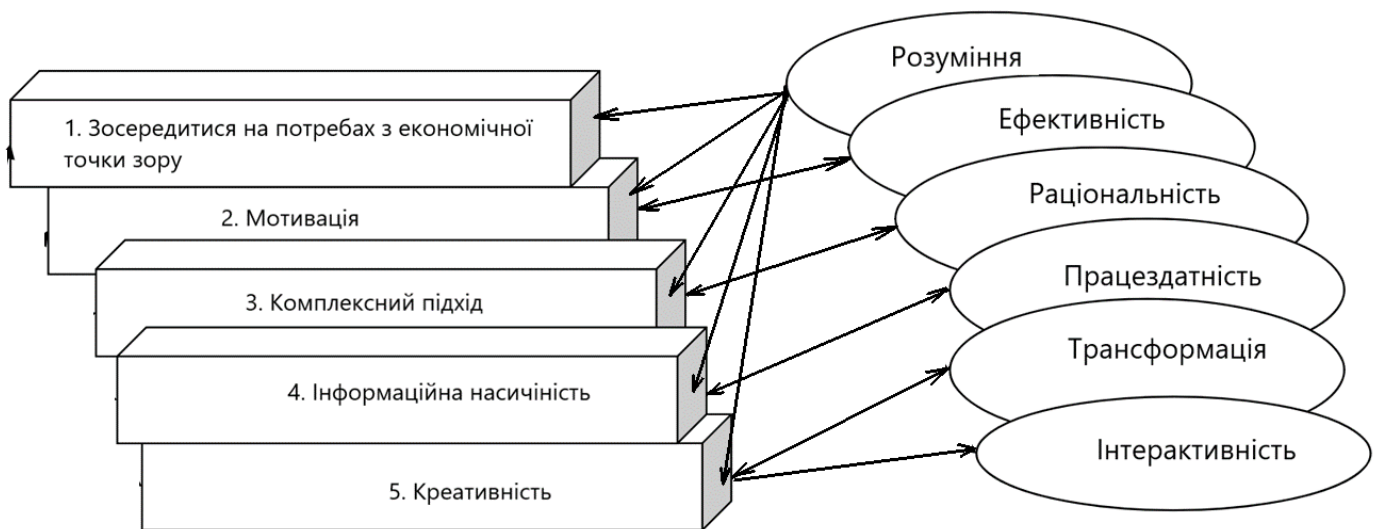 1. Зосередитися на потребах з економічної
точки зору
2. Мотивація
3. Комплексний підхід
4. Інформаційна насичіність
5. Креативність
Розуміння
Ефективність
Раціональність
Працездатність
Трансформація
Інтерактивність